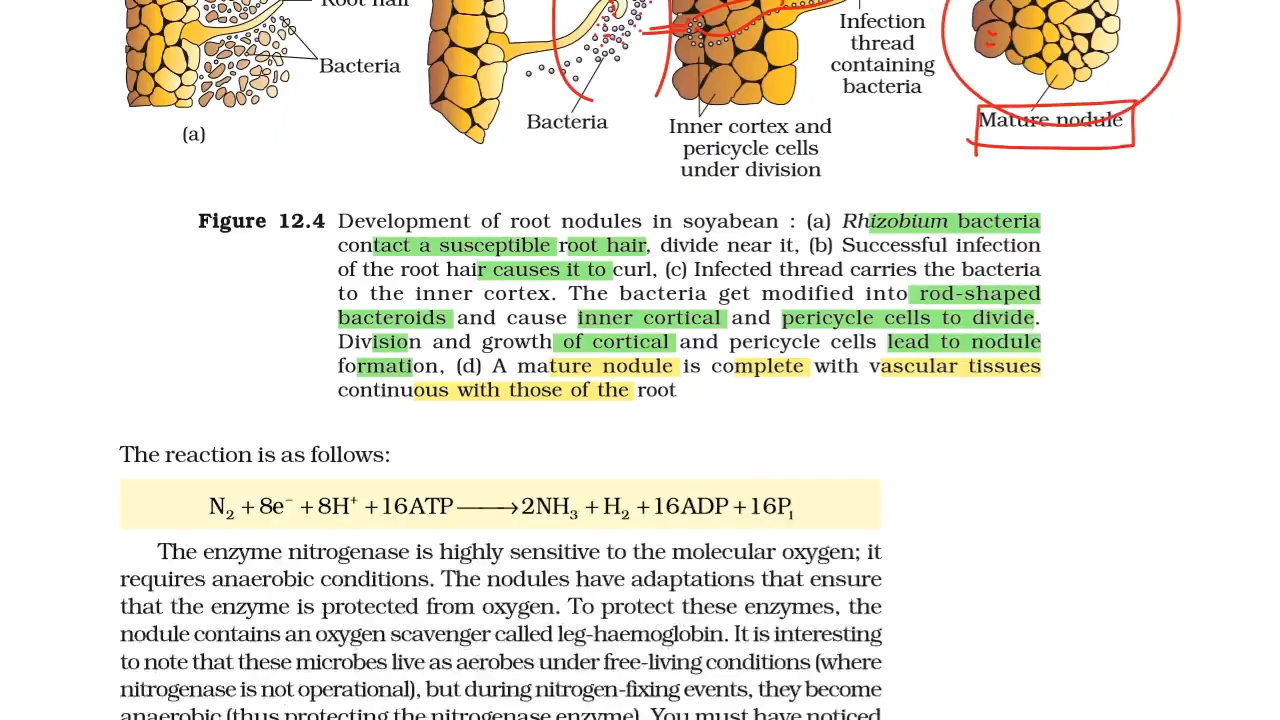 Root hair
Bacteria
(a)
Bacteria
Inner cortex and
pericycle cells
under division
Infection
thread
containing
bacteria
Mature nodule
Figure 12.4 Development of root nodules in soyabean : (a) Rhizobium bacteria
contact a susceptible root hair, divide near it, (b) Successful infection
of the root hair causes it to curl, (c) Infected thread carries the bacteria
to the inner cortex. The bacteria get modified into rod-shaped
bacteroids and cause inner cortical and pericycle cells to divide.
Division and growth of cortical and pericycle cells lead to nodule
formation, (d) A mature nodule is complete with vascular tissues
continuous with those of the root
The reaction is as follows:
N₂ + 8e⁻ + 8H⁺ + 16ATP ⟶ 2NH₃ + H₂ + 16ADP + 16Pᵢ
The enzyme nitrogenase is highly sensitive to the molecular oxygen; it
requires anaerobic conditions. The nodules have adaptations that ensure
that the enzyme is protected from oxygen. To protect these enzymes, the
nodule contains an oxygen scavenger called leg-haemoglobin. It is interesting
to note that these microbes live as aerobes under free-living conditions (where
nitrogenase is not operational), but during nitrogen-fixing events, they become
anaerobic (thus protecting the nitrogenase enzyme). You must have noticed